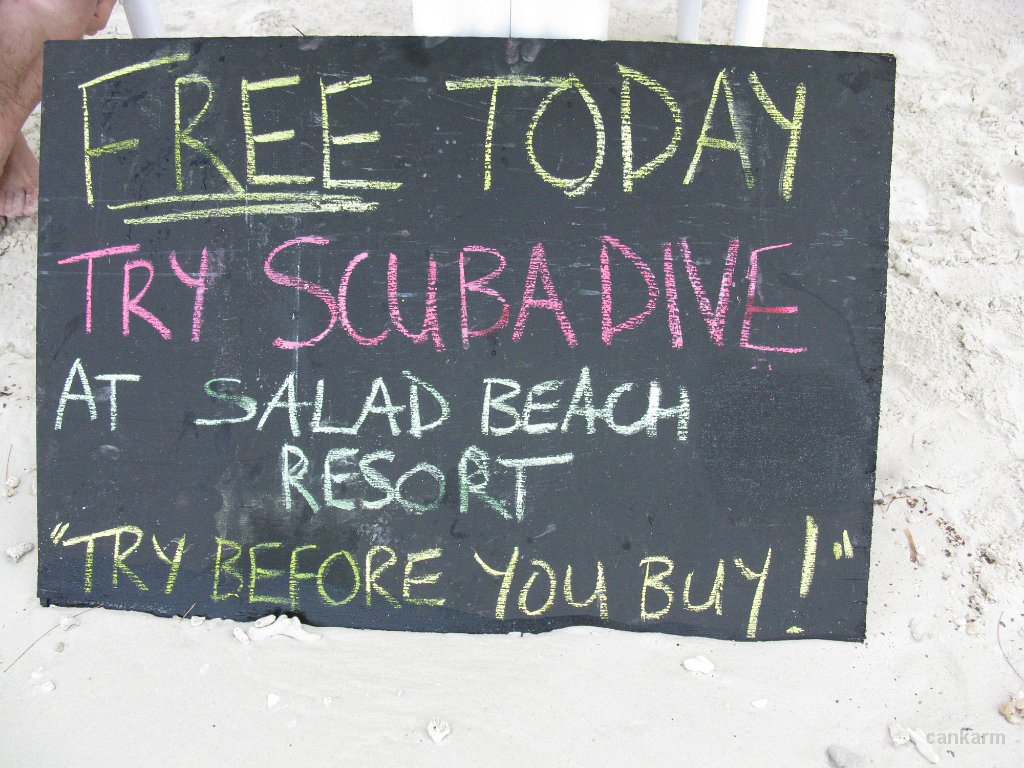 FREE TODAY
TRY SCUBA DIVE
AT SALAD BEACH
RESORT
"TRY BEFORE YOU BUY!"
cankarm